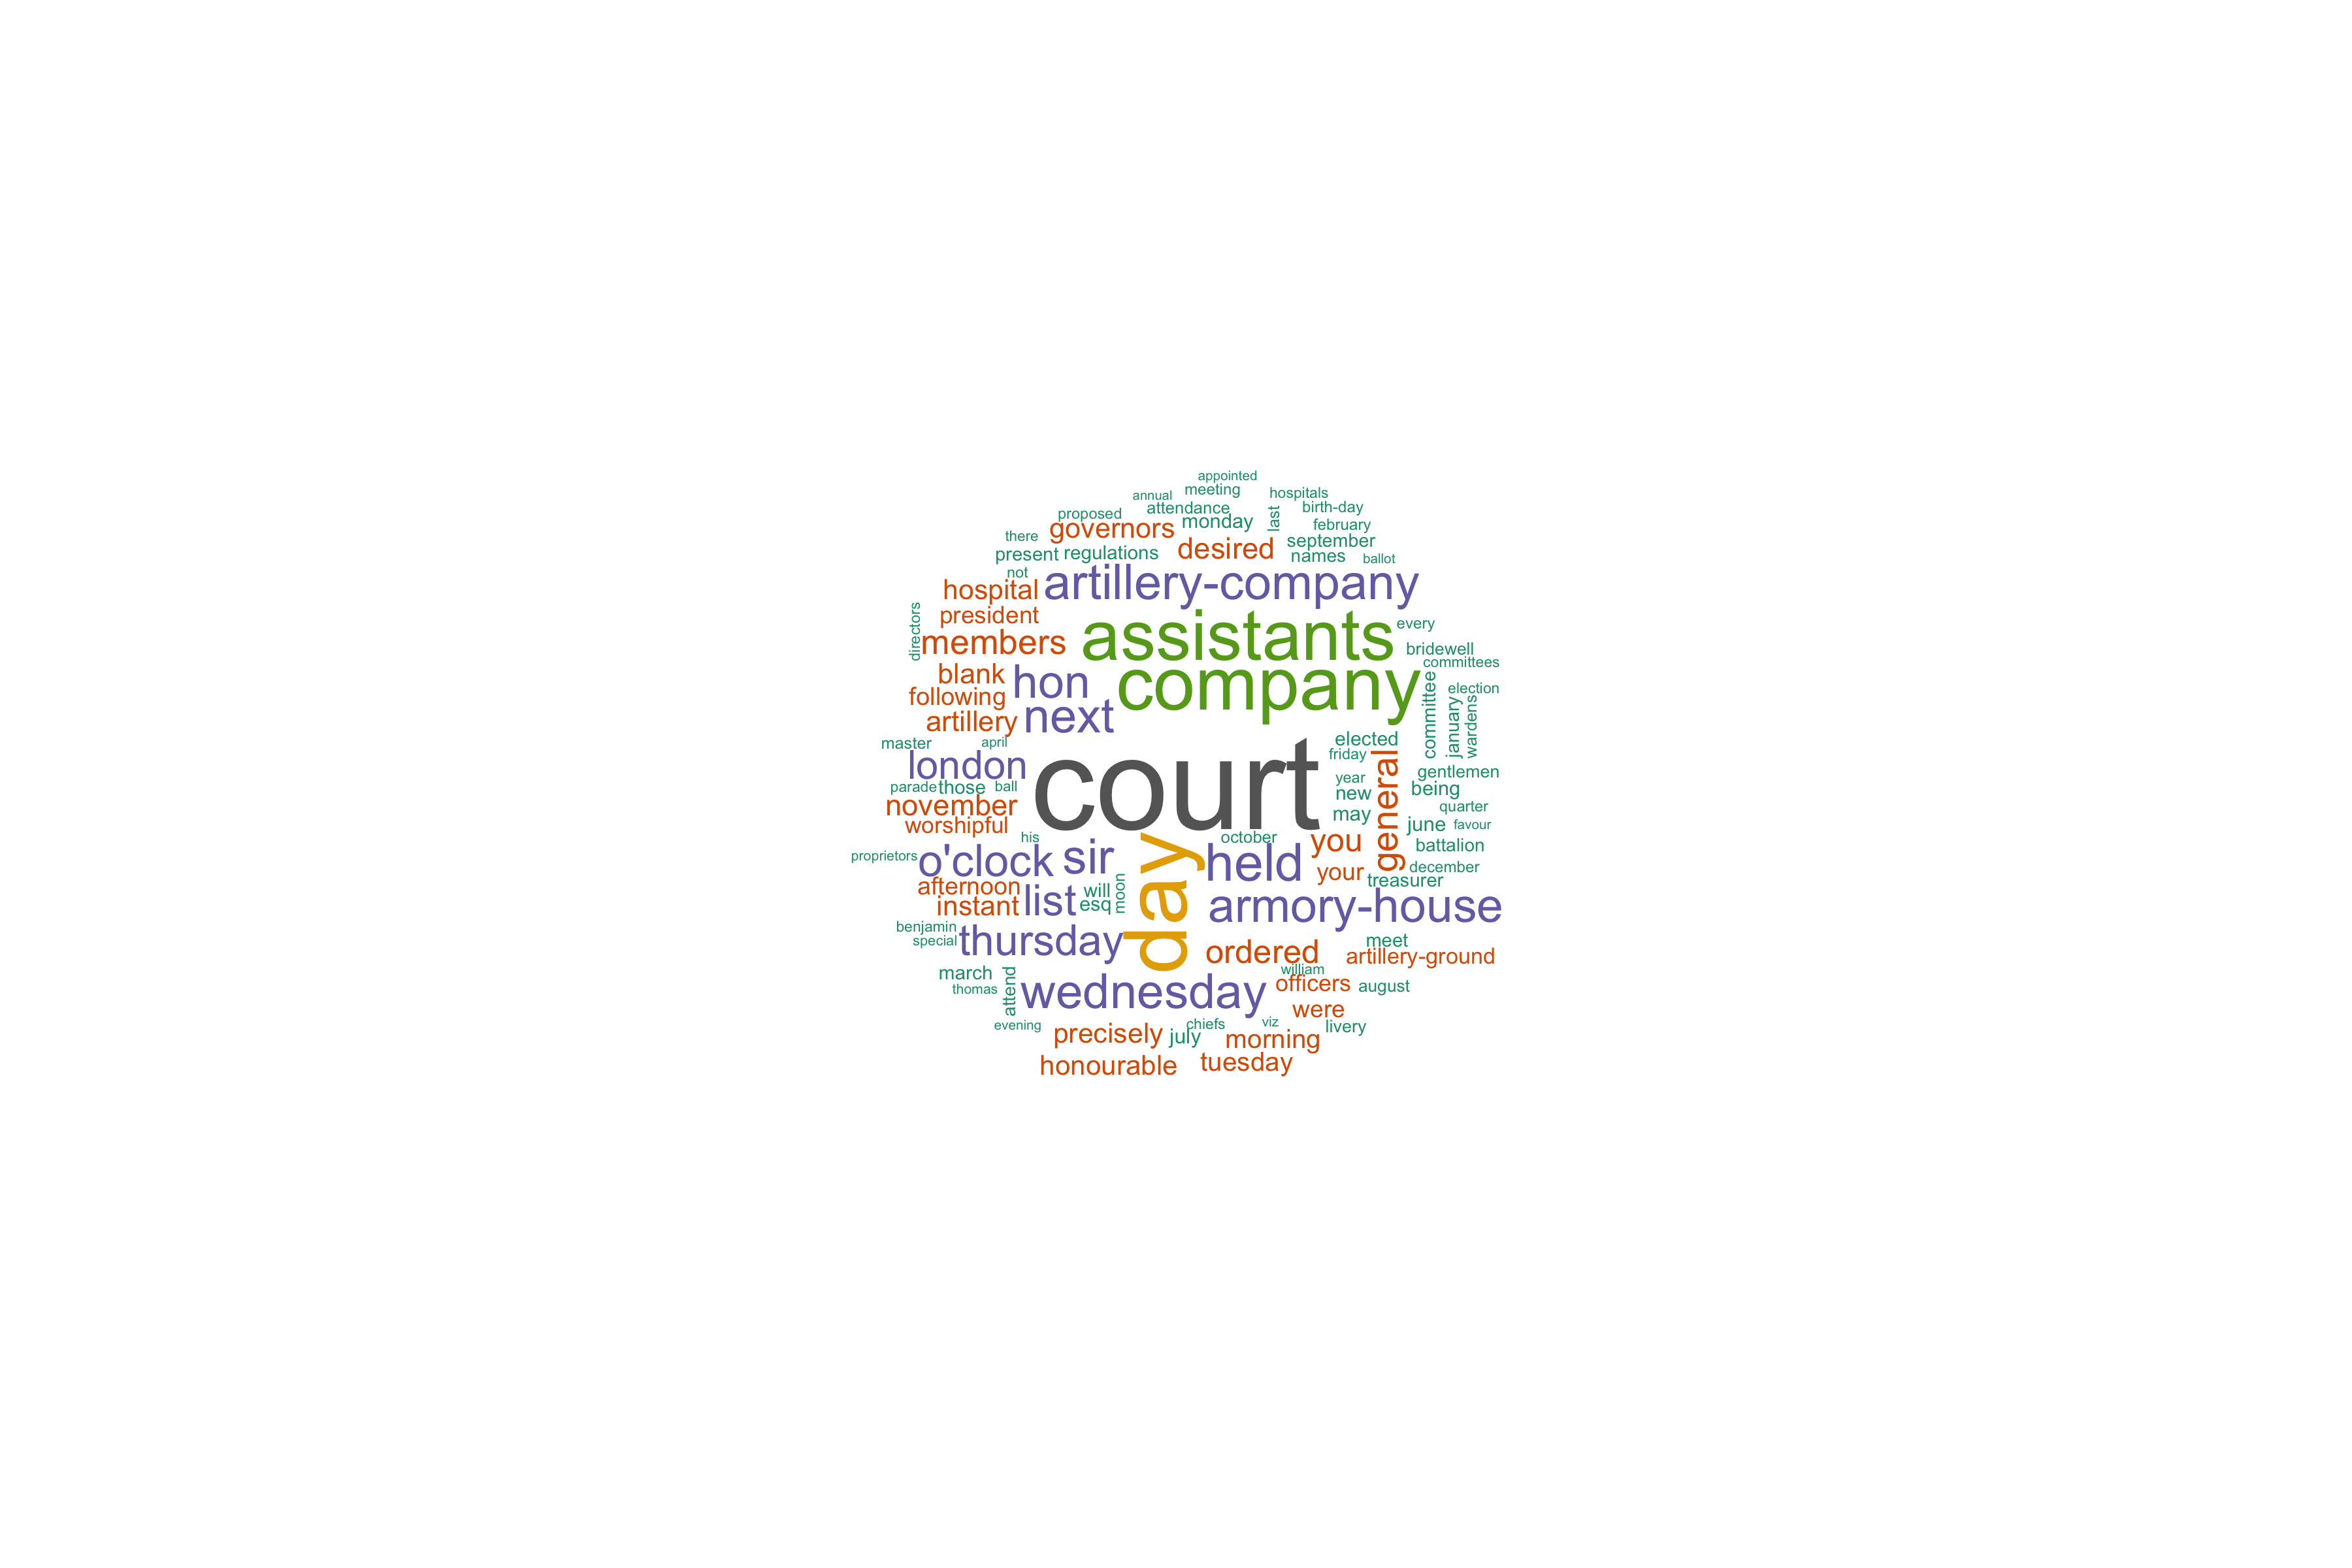 appointed
annual meeting hospitals
proposed attendance last birth-day
there governors monday february
present regulations desired september
names ballot
not
hospital artillery-company
president
directors members assistants every
bridewell
blank hon company committees
following election
artillery next committee january wardens
master april elected
london court friday general gentlemen
parade those ball year being
november new quarter
worshipful may june favour
his october you battalion
proprietors o'clock sir day held december
afternoon will moon your treasurer
instant list esq armory-house
benjamin
special thursday ordered meet
artillery-ground
march attend william
thomas wednesday officers august
were
evening precisely july chiefs viz morning livery
honourable tuesday